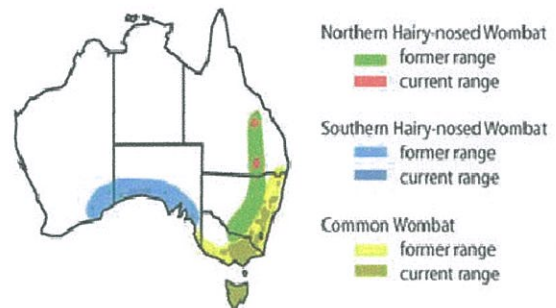 Northern Hairy-nosed Wombat
former range
current range
Southern Hairy-nosed Wombat
former range
current range
Common Wombat
former range
current range